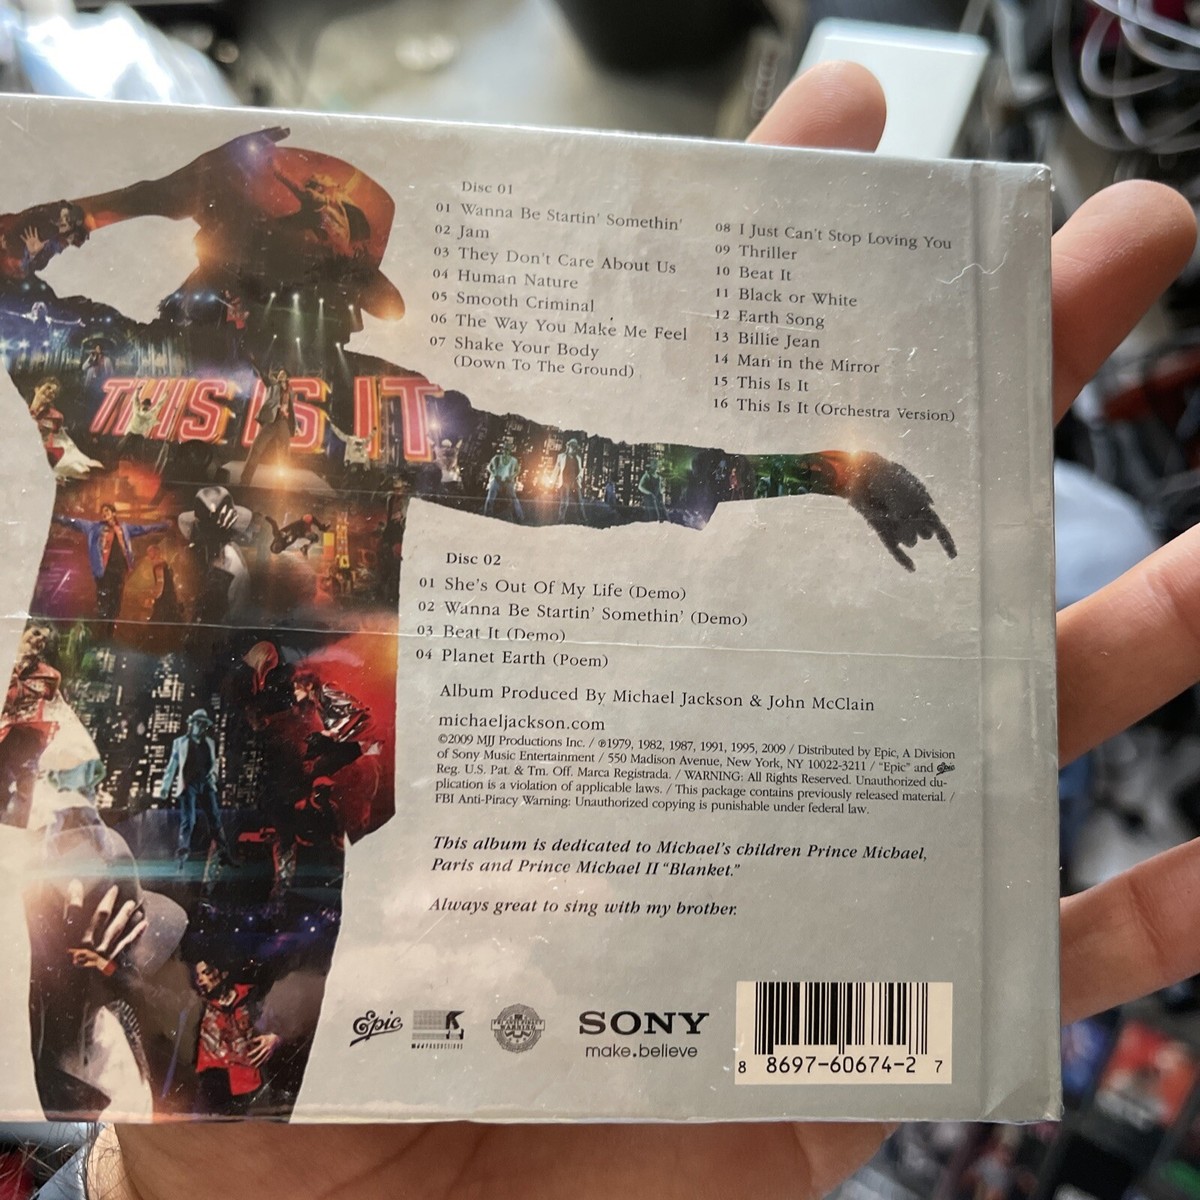 THIS IS IT
Disc 01
01 Wanna Be Startin' Somethin'
02 Jam
03 They Don't Care About Us
04 Human Nature
05 Smooth Criminal
06 The Way You Make Me Feel
07 Shake Your Body
(Down To The Ground)
08 I Just Can't Stop Loving You
09 Thriller
10 Beat It
11 Black or White
12 Earth Song
13 Billie Jean
14 Man in the Mirror
15 This Is It
16 This Is It (Orchestra Version)
Disc 02
01 She's Out Of My Life (Demo)
02 Wanna Be Startin' Somethin' (Demo)
03 Beat It (Demo)
04 Planet Earth (Poem)
Album Produced By Michael Jackson & John McClain
michaeljackson.com
©2009 MJJ Productions Inc. / ℗1979, 1982, 1987, 1991, 1995, 2009 / Distributed by Epic, A Division
of Sony Music Entertainment / 550 Madison Avenue, New York, NY 10022-3211 / "Epic" and Epic
Reg. U.S. Pat. & Tm. Off. Marca Registrada. / WARNING: All Rights Reserved. Unauthorized du-
plication is a violation of applicable laws. / This package contains previously released material. /
FBI Anti-Piracy Warning: Unauthorized copying is punishable under federal law.
This album is dedicated to Michael's children Prince Michael,
Paris and Prince Michael II "Blanket."
Always great to sing with my brother.
Epic
MJJ PRODUCTIONS
FBI ANTI-PIRACY
WARNING
SONY
make.believe
8 8697-60674-2 7